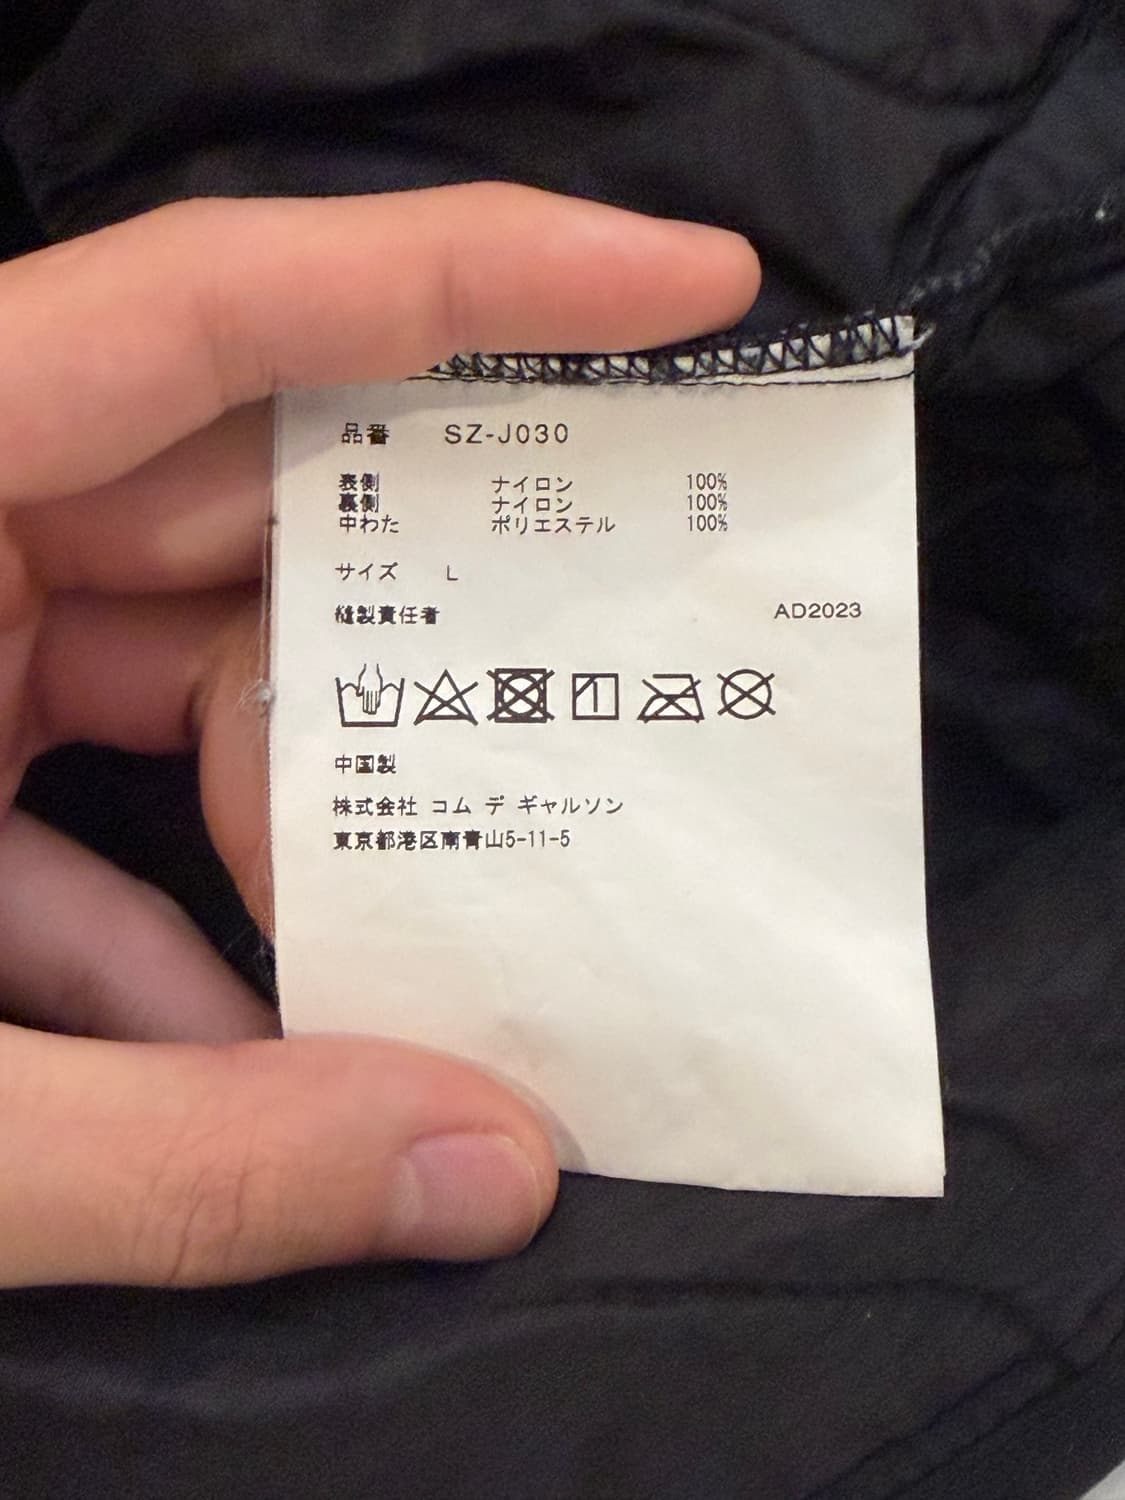 品番 SZ-J030
表側 ナイロン 100%
裏側 ナイロン 100%
中わた ポリエステル 100%
サイズ L
縫製責任者 AD2023
中国製
株式会社 コム デ ギャルソン
東京都港区南青山5-11-5